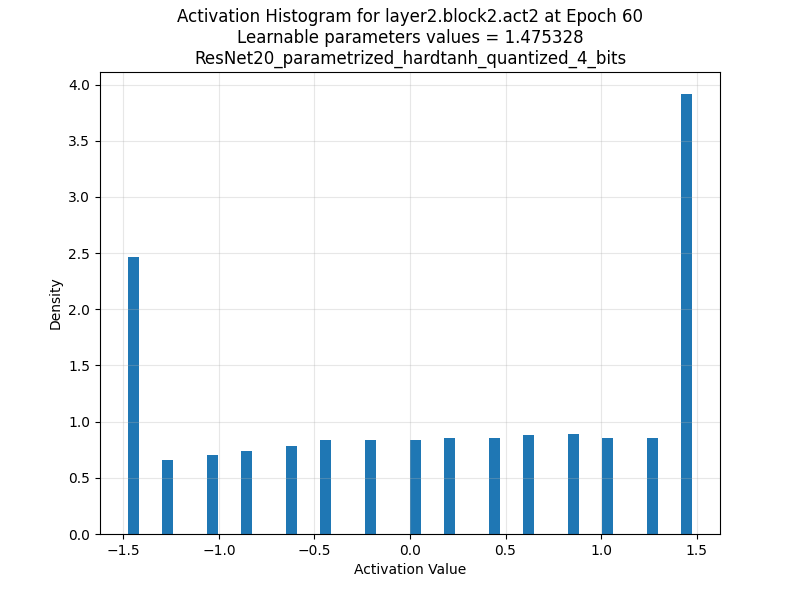 Activation Histogram for layer2.block2.act2 at Epoch 60
Learnable parameters values = 1.475328
ResNet20_parametrized_hardtanh_quantized_4_bits
4.0
3.5
3.0
2.5
2.0
1.5
1.0
0.5
0.0
Density
−1.5 −1.0 −0.5 0.0 0.5 1.0 1.5
Activation Value